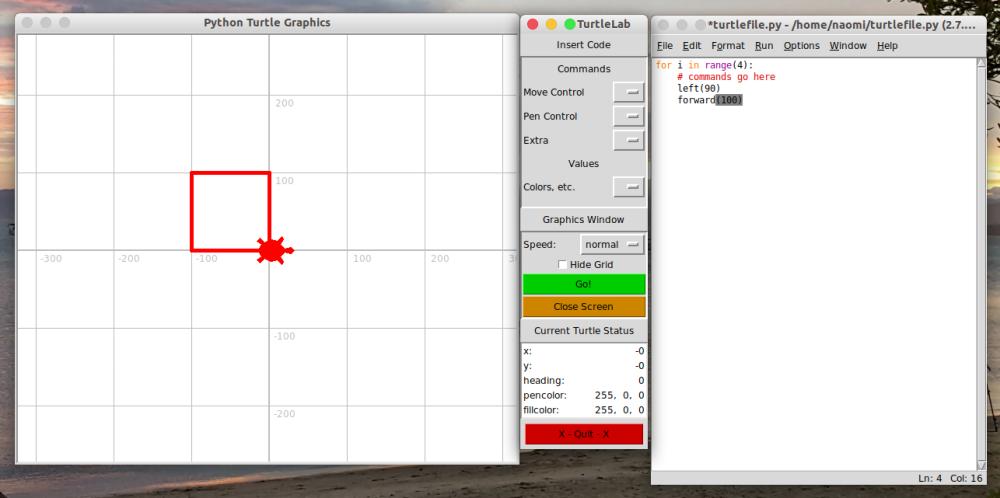 Python Turtle Graphics
200
100
-300 -200 -100 100 200
-100
-200
TurtleLab
Insert Code
Commands
Move Control
Pen Control
Extra
Values
Colors, etc.
Graphics Window
Speed: normal
Hide Grid
Go!
Close Screen
Current Turtle Status
x: -0
y: -0
heading: 0
pencolor: 255, 0, 0
fillcolor: 255, 0, 0
X - Quit - X
*turtlefile.py - /home/naomi/turtlefile.py (2.7....
File Edit Format Run Options Window Help
for i in range(4):
    # commands go here
    left(90)
    forward(100)
Ln: 4 Col: 16